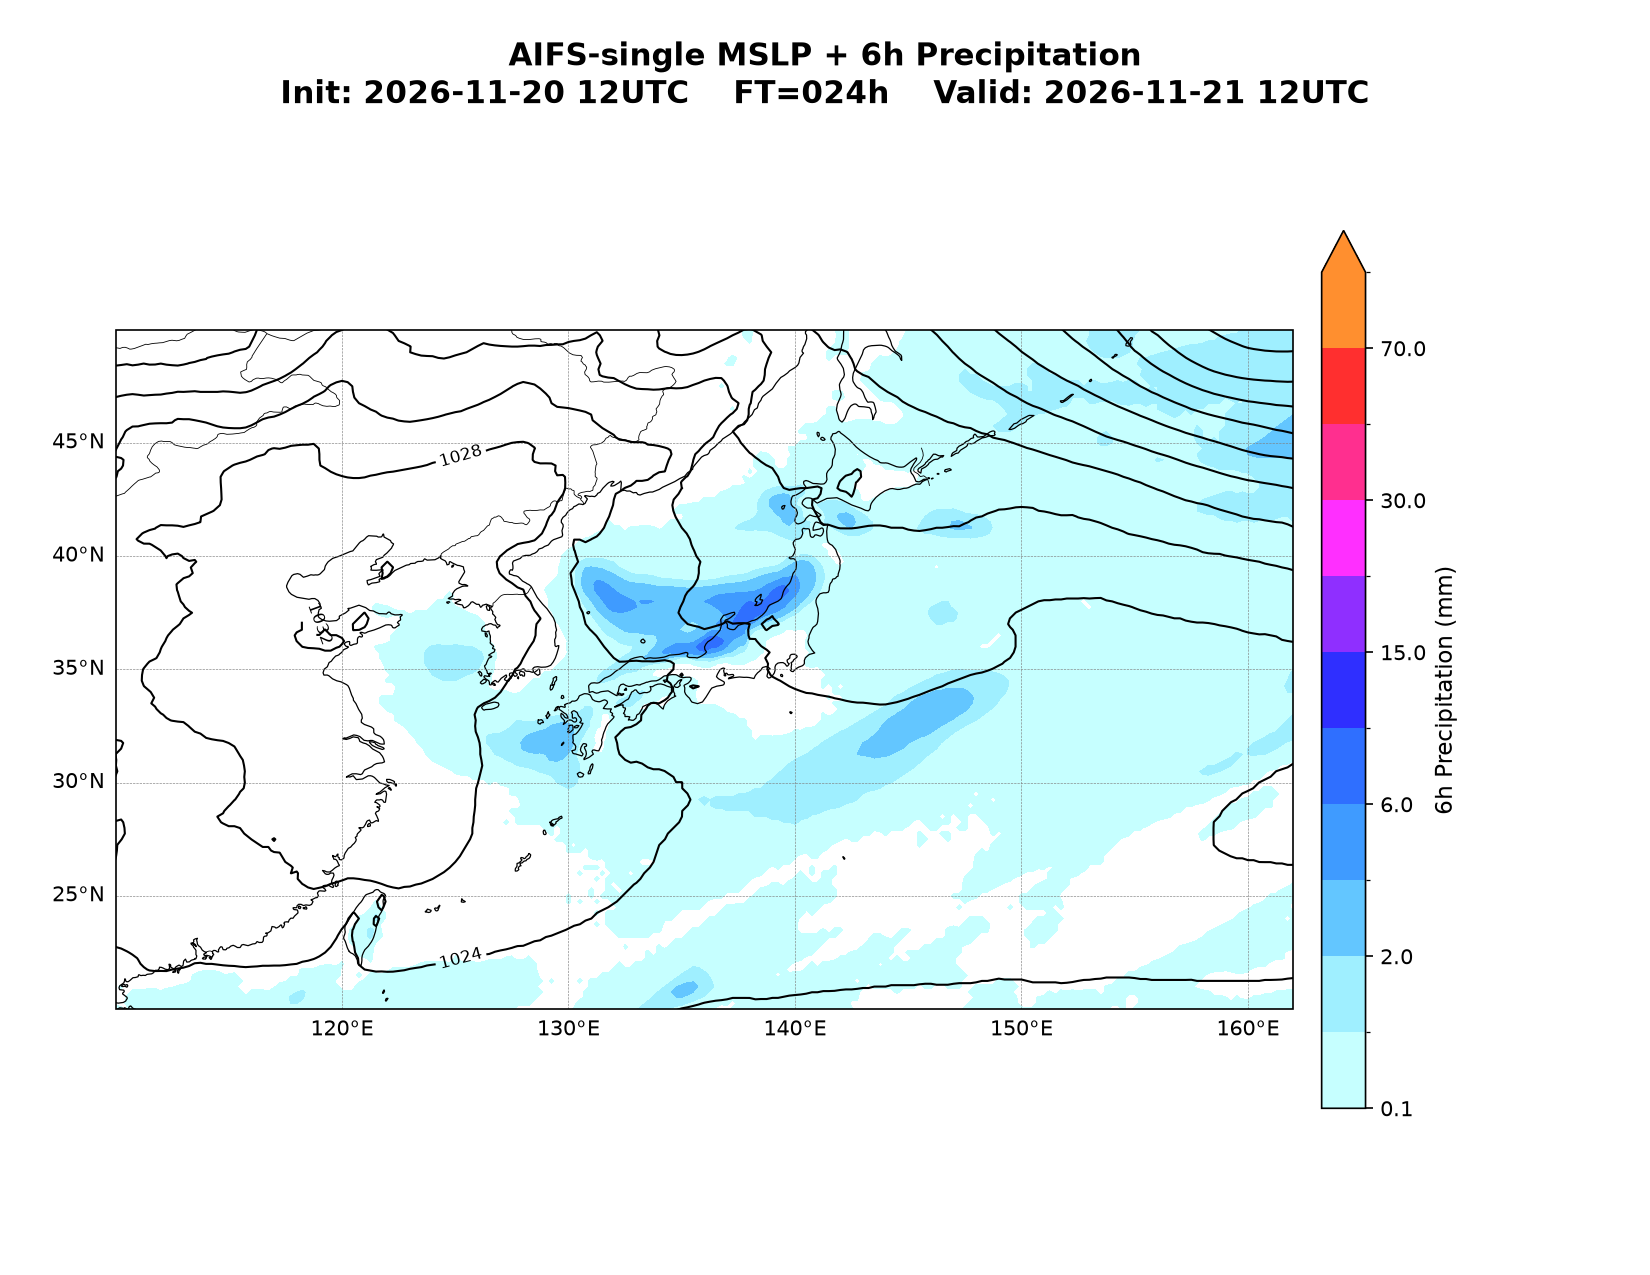 AIFS-single MSLP + 6h Precipitation
Init: 2026-11-20 12UTC    FT=024h    Valid: 2026-11-21 12UTC
70.0
30.0
15.0
6.0
2.0
0.1
6h Precipitation (mm)
45°N
40°N
35°N
30°N
25°N
1028
1032
1024
120°E
130°E
140°E
150°E
160°E